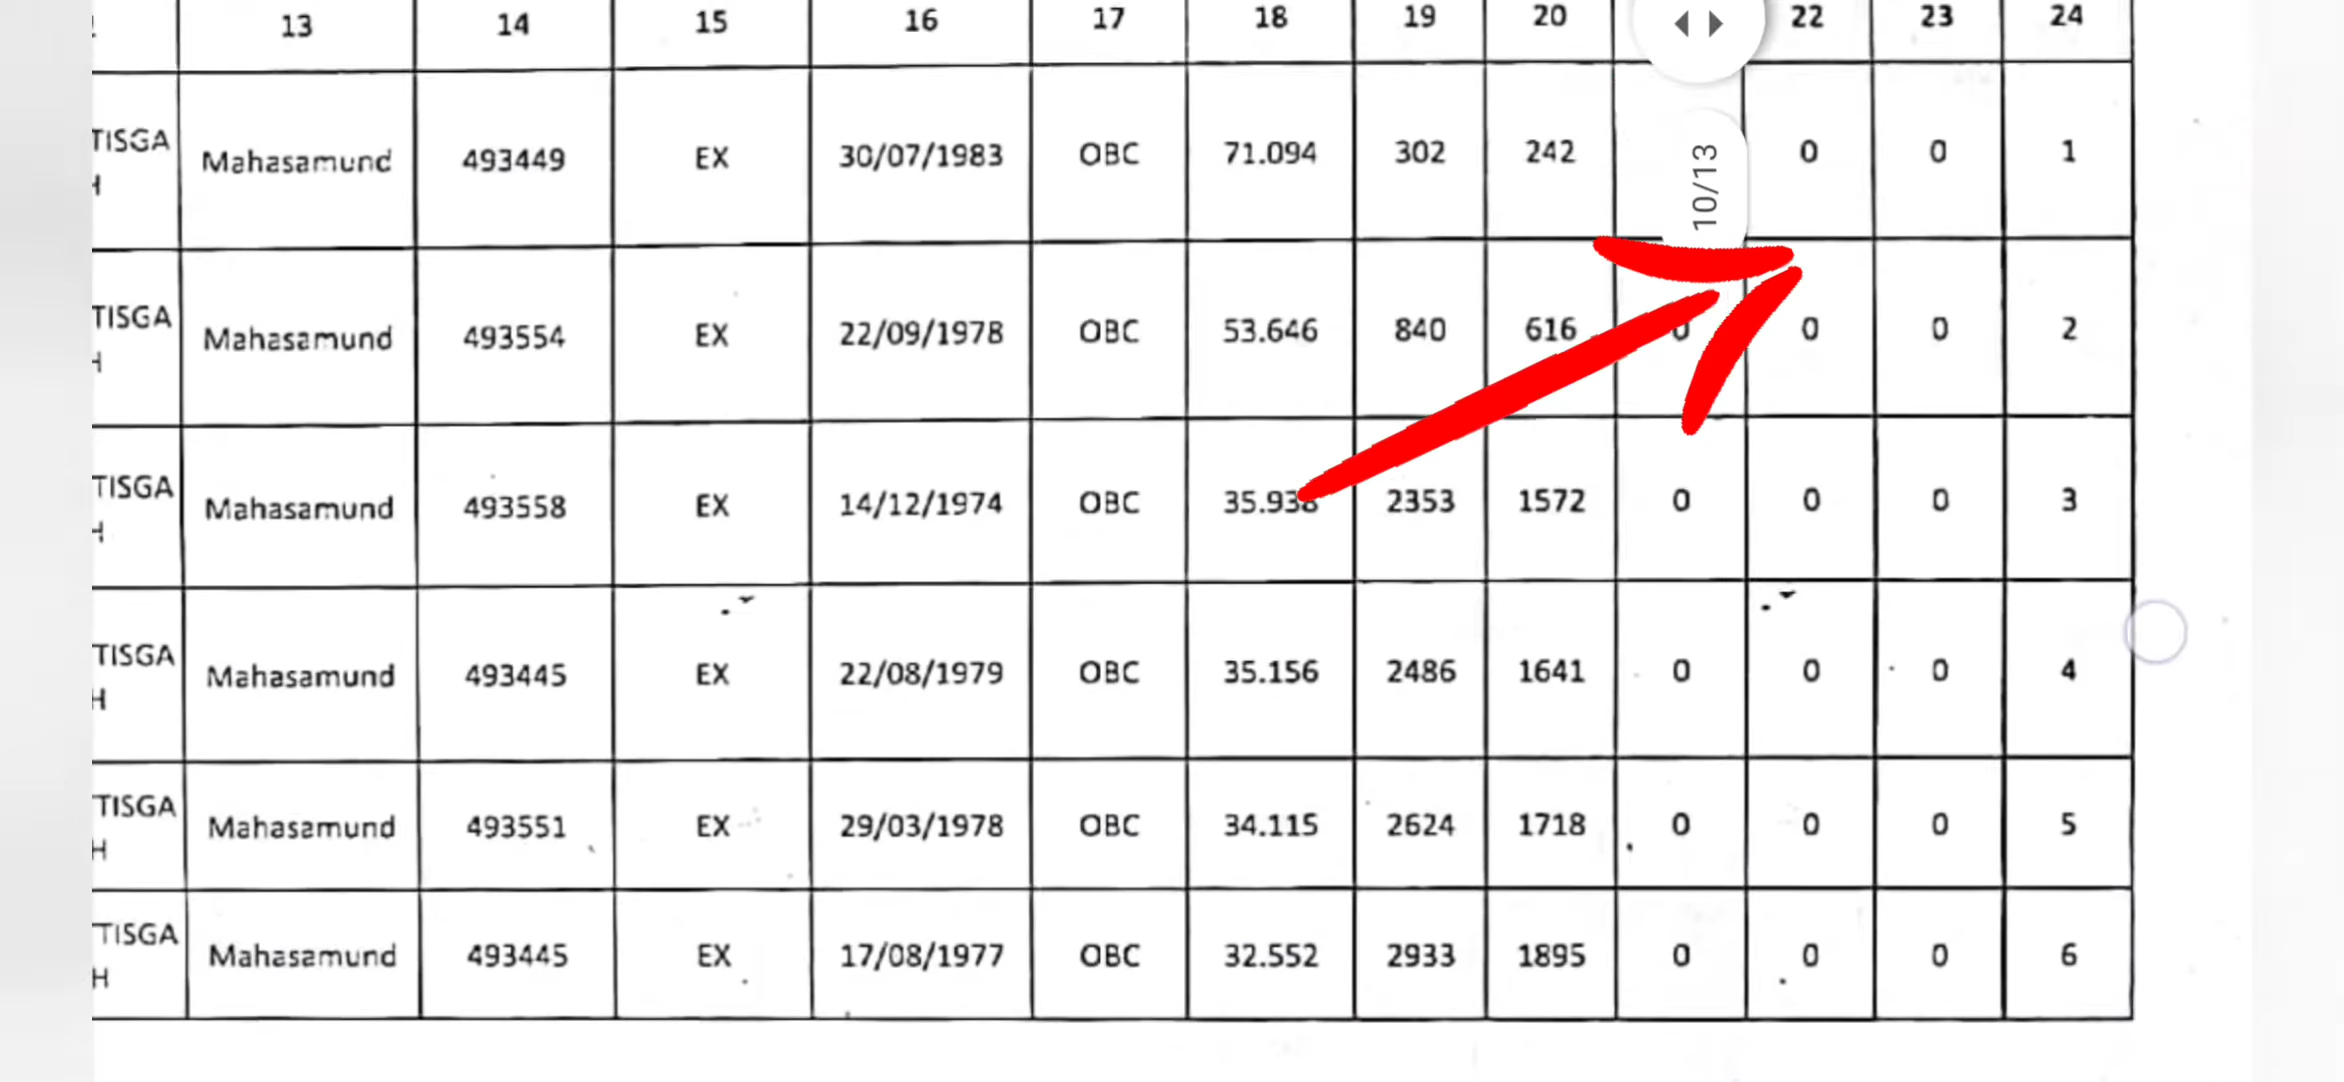 13 14 15 16 17 18 19 20 22 23 24
TISGA
H Mahasamund 493449 EX 30/07/1983 OBC 71.094 302 242 0 0 1
10/13
TISGA
H Mahasamund 493554 EX 22/09/1978 OBC 53.646 840 616 0 0 0 2
TISGA
H Mahasamund 493558 EX 14/12/1974 OBC 35.938 2353 1572 0 0 0 3
TISGA
H Mahasamund 493445 EX 22/08/1979 OBC 35.156 2486 1641 0 0 0 4
TISGA
H Mahasamund 493551 EX 29/03/1978 OBC 34.115 2624 1718 0 0 0 5
TISGA
H Mahasamund 493445 EX 17/08/1977 OBC 32.552 2933 1895 0 0 0 6